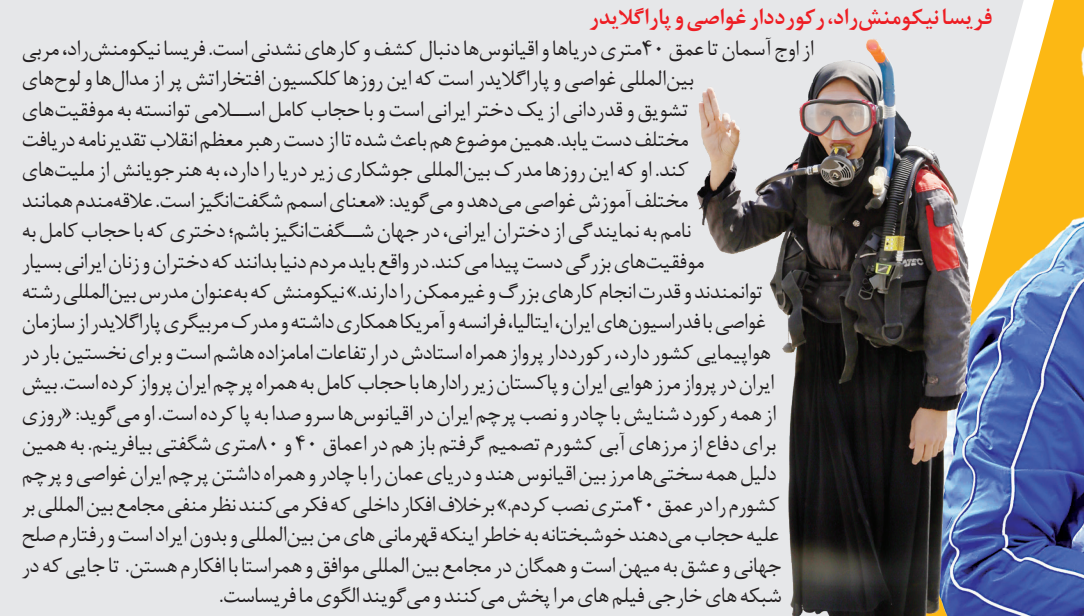 فریسا نیکومنش‌راد، رکورددار غواصی و پاراگلایدر
از اوج آسمان تا عمق ۴۰متری دریاها و اقیانوس‌ها دنبال کشف و کارهای نشدنی است. فریسا نیکومنش‌راد، مربی
بین‌المللی غواصی و پاراگلایدر است که این روزها کلکسیون افتخاراتش پر از مدال‌ها و لوح‌های
تشویق و قدردانی از یک دختر ایرانی است و با حجاب کامل اسـلامی توانسته به موفقیت‌های
مختلف دست یابد. همین موضوع هم باعث شده تا از دست رهبر معظم انقلاب تقدیرنامه دریافت
کند. او که این روزها مدرک بین‌المللی جوشکاری زیر دریا را دارد، به هنرجویانش از ملیت‌های
مختلف آموزش غواصی می‌دهد و می‌گوید: «معنای اسمم شگفت‌انگیز است. علاقه‌مندم همانند
نامم به نمایندگی از دختران ایرانی، در جهان شـگفت‌انگیز باشم؛ دختری که با حجاب کامل به
موفقیت‌های بزرگی دست پیدا می‌کند. در واقع باید مردم دنیا بدانند که دختران و زنان ایرانی بسیار
توانمندند و قدرت انجام کارهای بزرگ و غیرممکن را دارند.» نیکومنش که به‌عنوان مدرس بین‌المللی رشته
غواصی با فدراسیون‌های ایران، ایتالیا، فرانسه و آمریکا همکاری داشته و مدرک مربیگری پاراگلایدر از سازمان
هواپیمایی کشور دارد، رکورددار پرواز همراه استادش در ارتفاعات امامزاده هاشم است و برای نخستین بار در
ایران در پرواز مرز هوایی ایران و پاکستان زیر رادارها با حجاب کامل به همراه پرچم ایران پرواز کرده است. بیش
از همه رکورد شنایش با چادر و نصب پرچم ایران در اقیانوس‌ها سرو صدا به پا کرده است. او می‌گوید: «روزی
برای دفاع از مرزهای آبی کشورم تصمیم گرفتم باز هم در اعماق ۴۰ و ۸۰متری شگفتی بیافرینم. به همین
دلیل همه سختی‌ها مرز بین اقیانوس هند و دریای عمان را با چادر و همراه داشتن پرچم ایران غواصی و پرچم
کشورم را در عمق ۴۰متری نصب کردم.» برخلاف افکار داخلی که فکر می‌کنند نظر منفی مجامع بین المللی بر
علیه حجاب می‌دهند خوشبختانه به خاطر اینکه قهرمانی های من بین‌المللی و بدون ایراد است و رفتارم صلح
جهانی و عشق به میهن است و همگان در مجامع بین المللی موافق و همراستا با افکارم هستن. تا جایی که در
شبکه های خارجی فیلم های مرا پخش می‌کنند و می‌گویند الگوی ما فریساست.